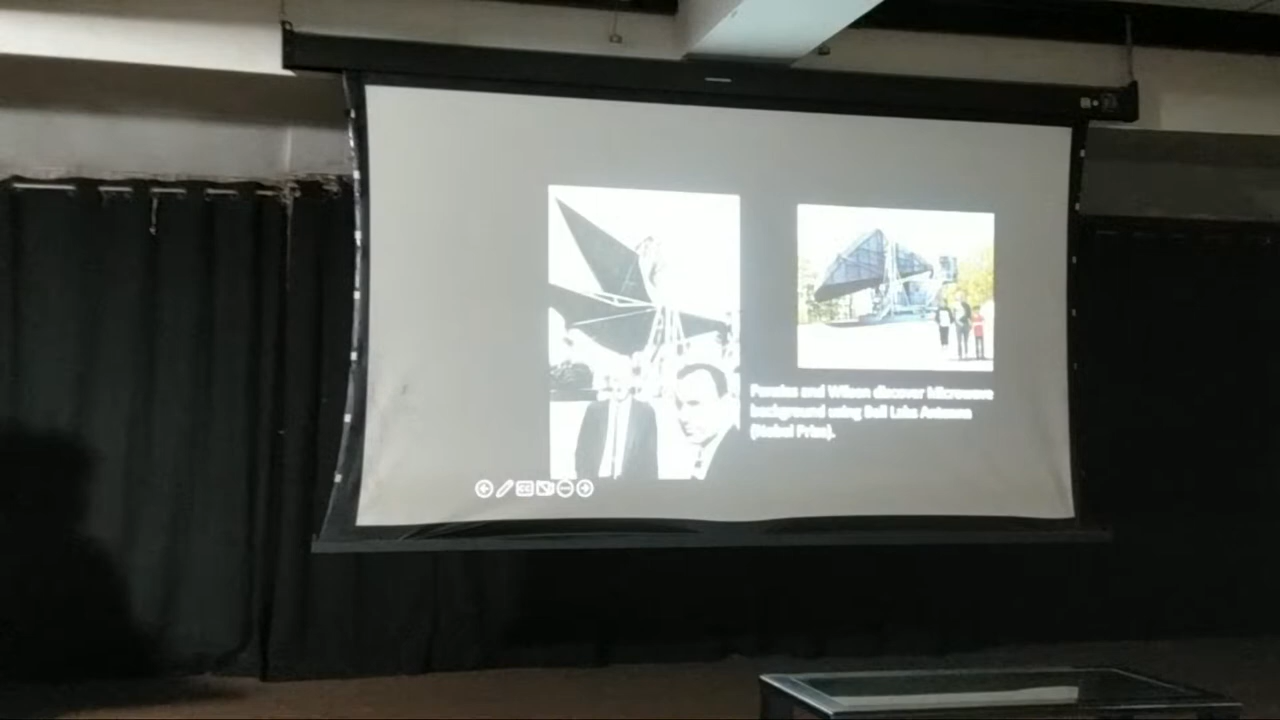 Penzias and Wilson discover Microwave
background using Bell Labs Antenna
(Nobel Prize).